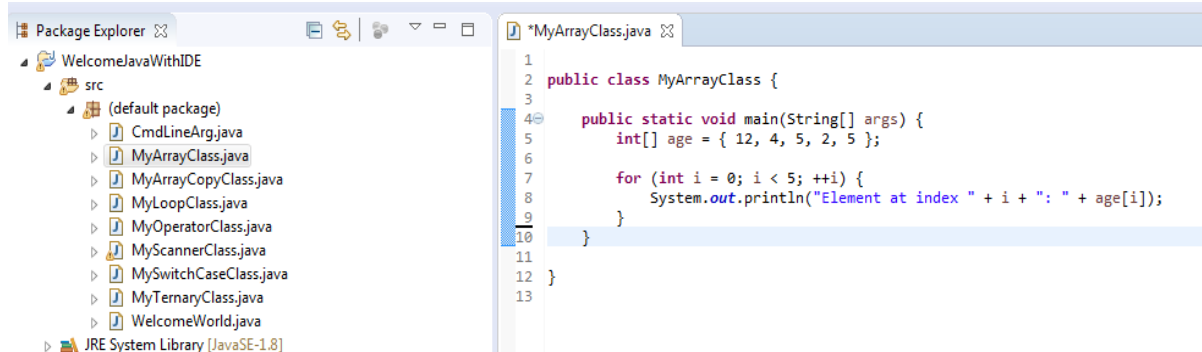 Package Explorer
WelcomeJavaWithIDE
src
(default package)
CmdLineArg.java
MyArrayClass.java
MyArrayCopyClass.java
MyLoopClass.java
MyOperatorClass.java
MyScannerClass.java
MySwitchCaseClass.java
MyTernaryClass.java
WelcomeWorld.java
JRE System Library [JavaSE-1.8]
*MyArrayClass.java
1
2 public class MyArrayClass {
3
4 public static void main(String[] args) {
5 int[] age = { 12, 4, 5, 2, 5 };
6
7 for (int i = 0; i < 5; ++i) {
8 System.out.println("Element at index " + i + ": " + age[i]);
9 }
10 }
11
12 }
13